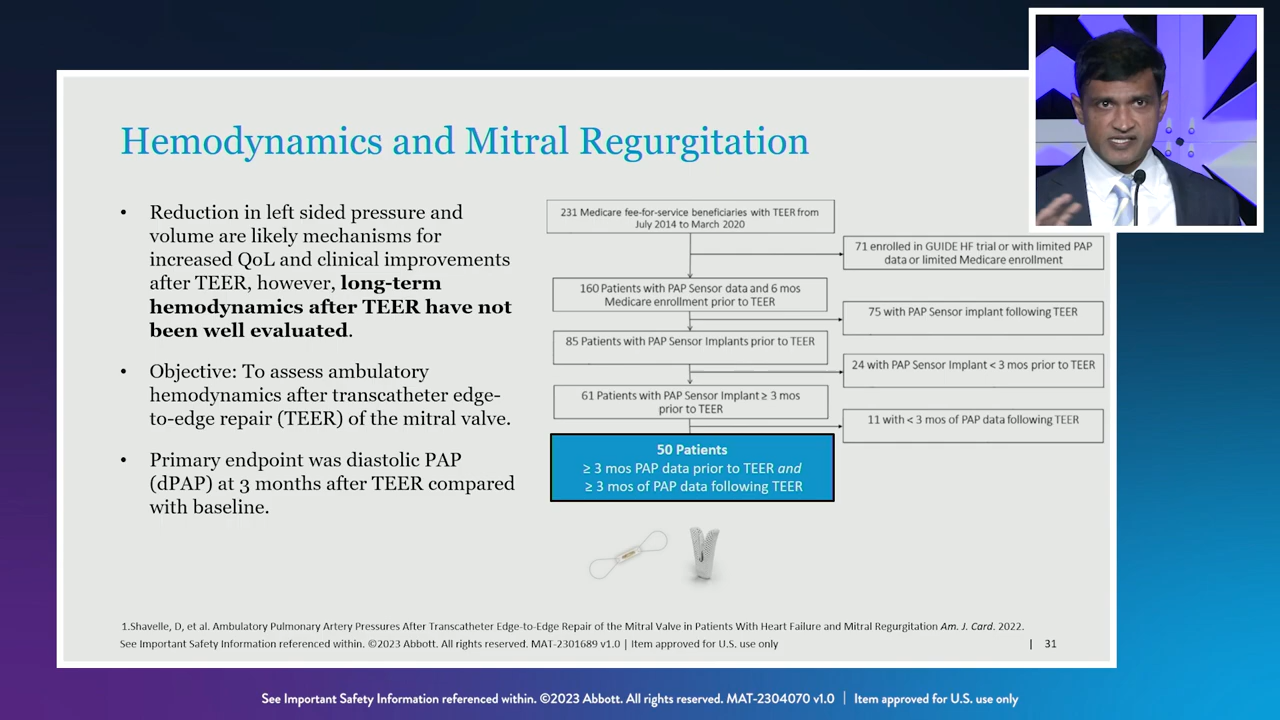 Hemodynamics and Mitral Regurgitation
• Reduction in left sided pressure and
volume are likely mechanisms for
increased QoL and clinical improvements
after TEER, however, long-term
hemodynamics after TEER have not
been well evaluated.
• Objective: To assess ambulatory
hemodynamics after transcatheter edge-
to-edge repair (TEER) of the mitral valve.
• Primary endpoint was diastolic PAP
(dPAP) at 3 months after TEER compared
with baseline.
231 Medicare fee-for-service beneficiaries with TEER from
July 2014 to March 2020
71 enrolled in GUIDE HF trial or with limited PAP
data or limited Medicare enrollment
160 Patients with PAP Sensor data and 6 mos
Medicare enrollment prior to TEER
75 with PAP Sensor implant following TEER
85 Patients with PAP Sensor Implants prior to TEER
24 with PAP Sensor Implant < 3 mos prior to TEER
61 Patients with PAP Sensor Implant ≥ 3 mos
prior to TEER
11 with < 3 mos of PAP data following TEER
50 Patients
≥ 3 mos PAP data prior to TEER and
≥ 3 mos of PAP data following TEER
1.Shavelle, D, et al. Ambulatory Pulmonary Artery Pressures After Transcatheter Edge-to-Edge Repair of the Mitral Valve in Patients With Heart Failure and Mitral Regurgitation Am. J. Card. 2022.
See Important Safety Information referenced within. ©2023 Abbott. All rights reserved. MAT-2301689 v1.0 | Item approved for U.S. use only
| 31
See Important Safety Information referenced within. ©2023 Abbott. All rights reserved. MAT-2304070 v1.0 | Item approved for U.S. use only